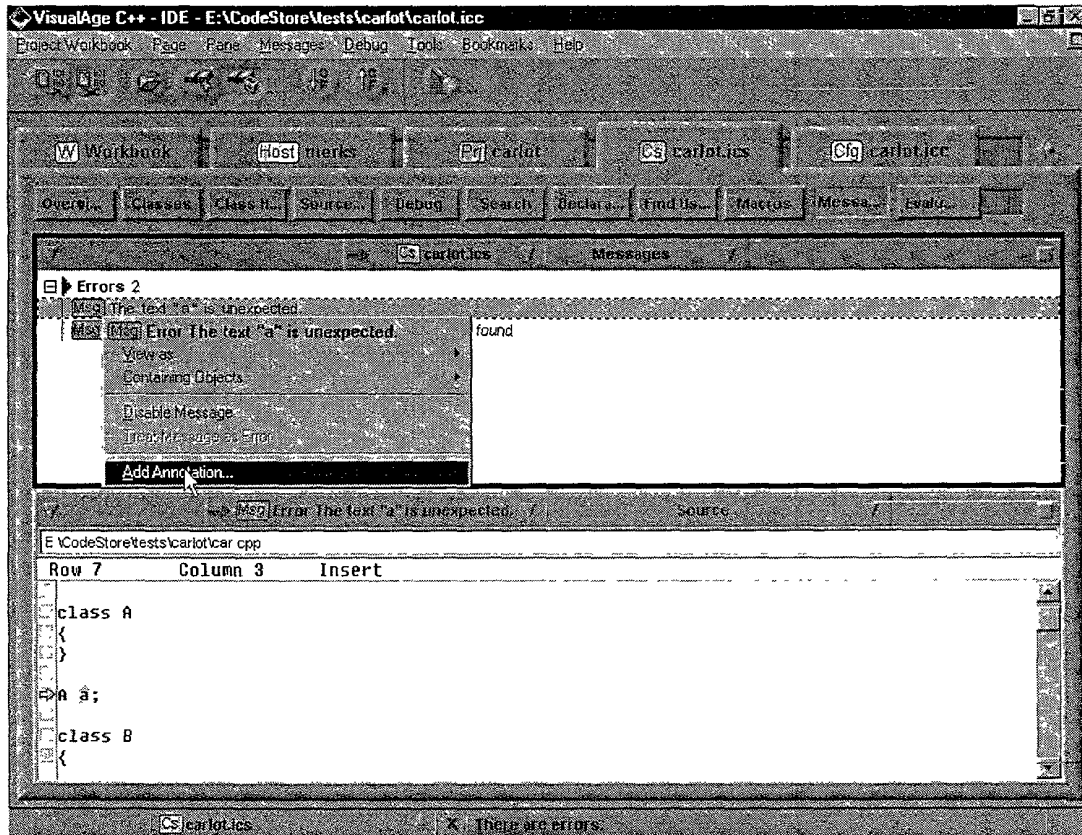 VisualAge C++ - IDE - E:\CodeStore\tests\carlot\carlot.icc
Project Workbook Page Pane Messages Debug Tools Bookmarks Help
W Workbook Host merks Prj carlot Cs carlot.ics Cfg carlot.icc
Overvi... Classes Class H... Source... Debug Search Declara... Find Us... Macros Messa... Evalu...
Cs carlot.ics / Messages /
Errors 2
Msg The text "a" is unexpected.
Msg Msg Error The text "a" is unexpected. found
View as
Containing Objects
Disable Message
Treat Message as Error
Add Annotation...
Msg Error The text "a" is unexpected. / Source /
E \CodeStore\tests\carlot\car cpp
Row 7 Column 3 Insert
class A
{
}
A a;
class B
{
Cs carlot.ics X There are errors.